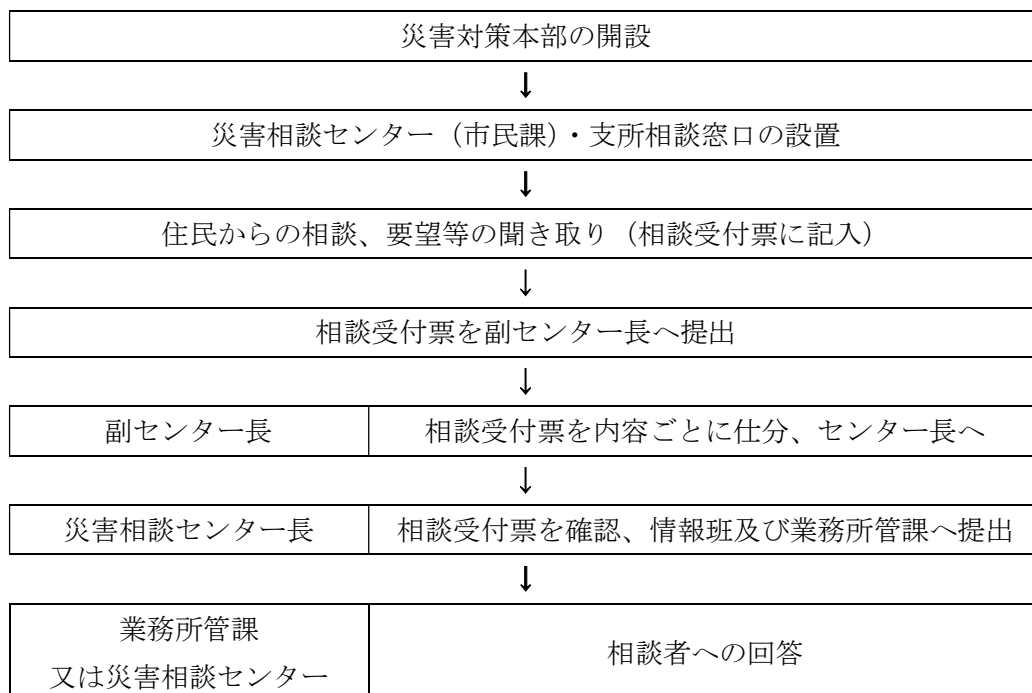 災害対策本部の開設
↓
災害相談センター（市民課）・支所相談窓口の設置
↓
住民からの相談、要望等の聞き取り（相談受付票に記入）
↓
相談受付票を副センター長へ提出
↓
副センター長 相談受付票を内容ごとに仕分、センター長へ
↓
災害相談センター長 相談受付票を確認、情報班及び業務所管課へ提出
↓
業務所管課
又は災害相談センター
相談者への回答